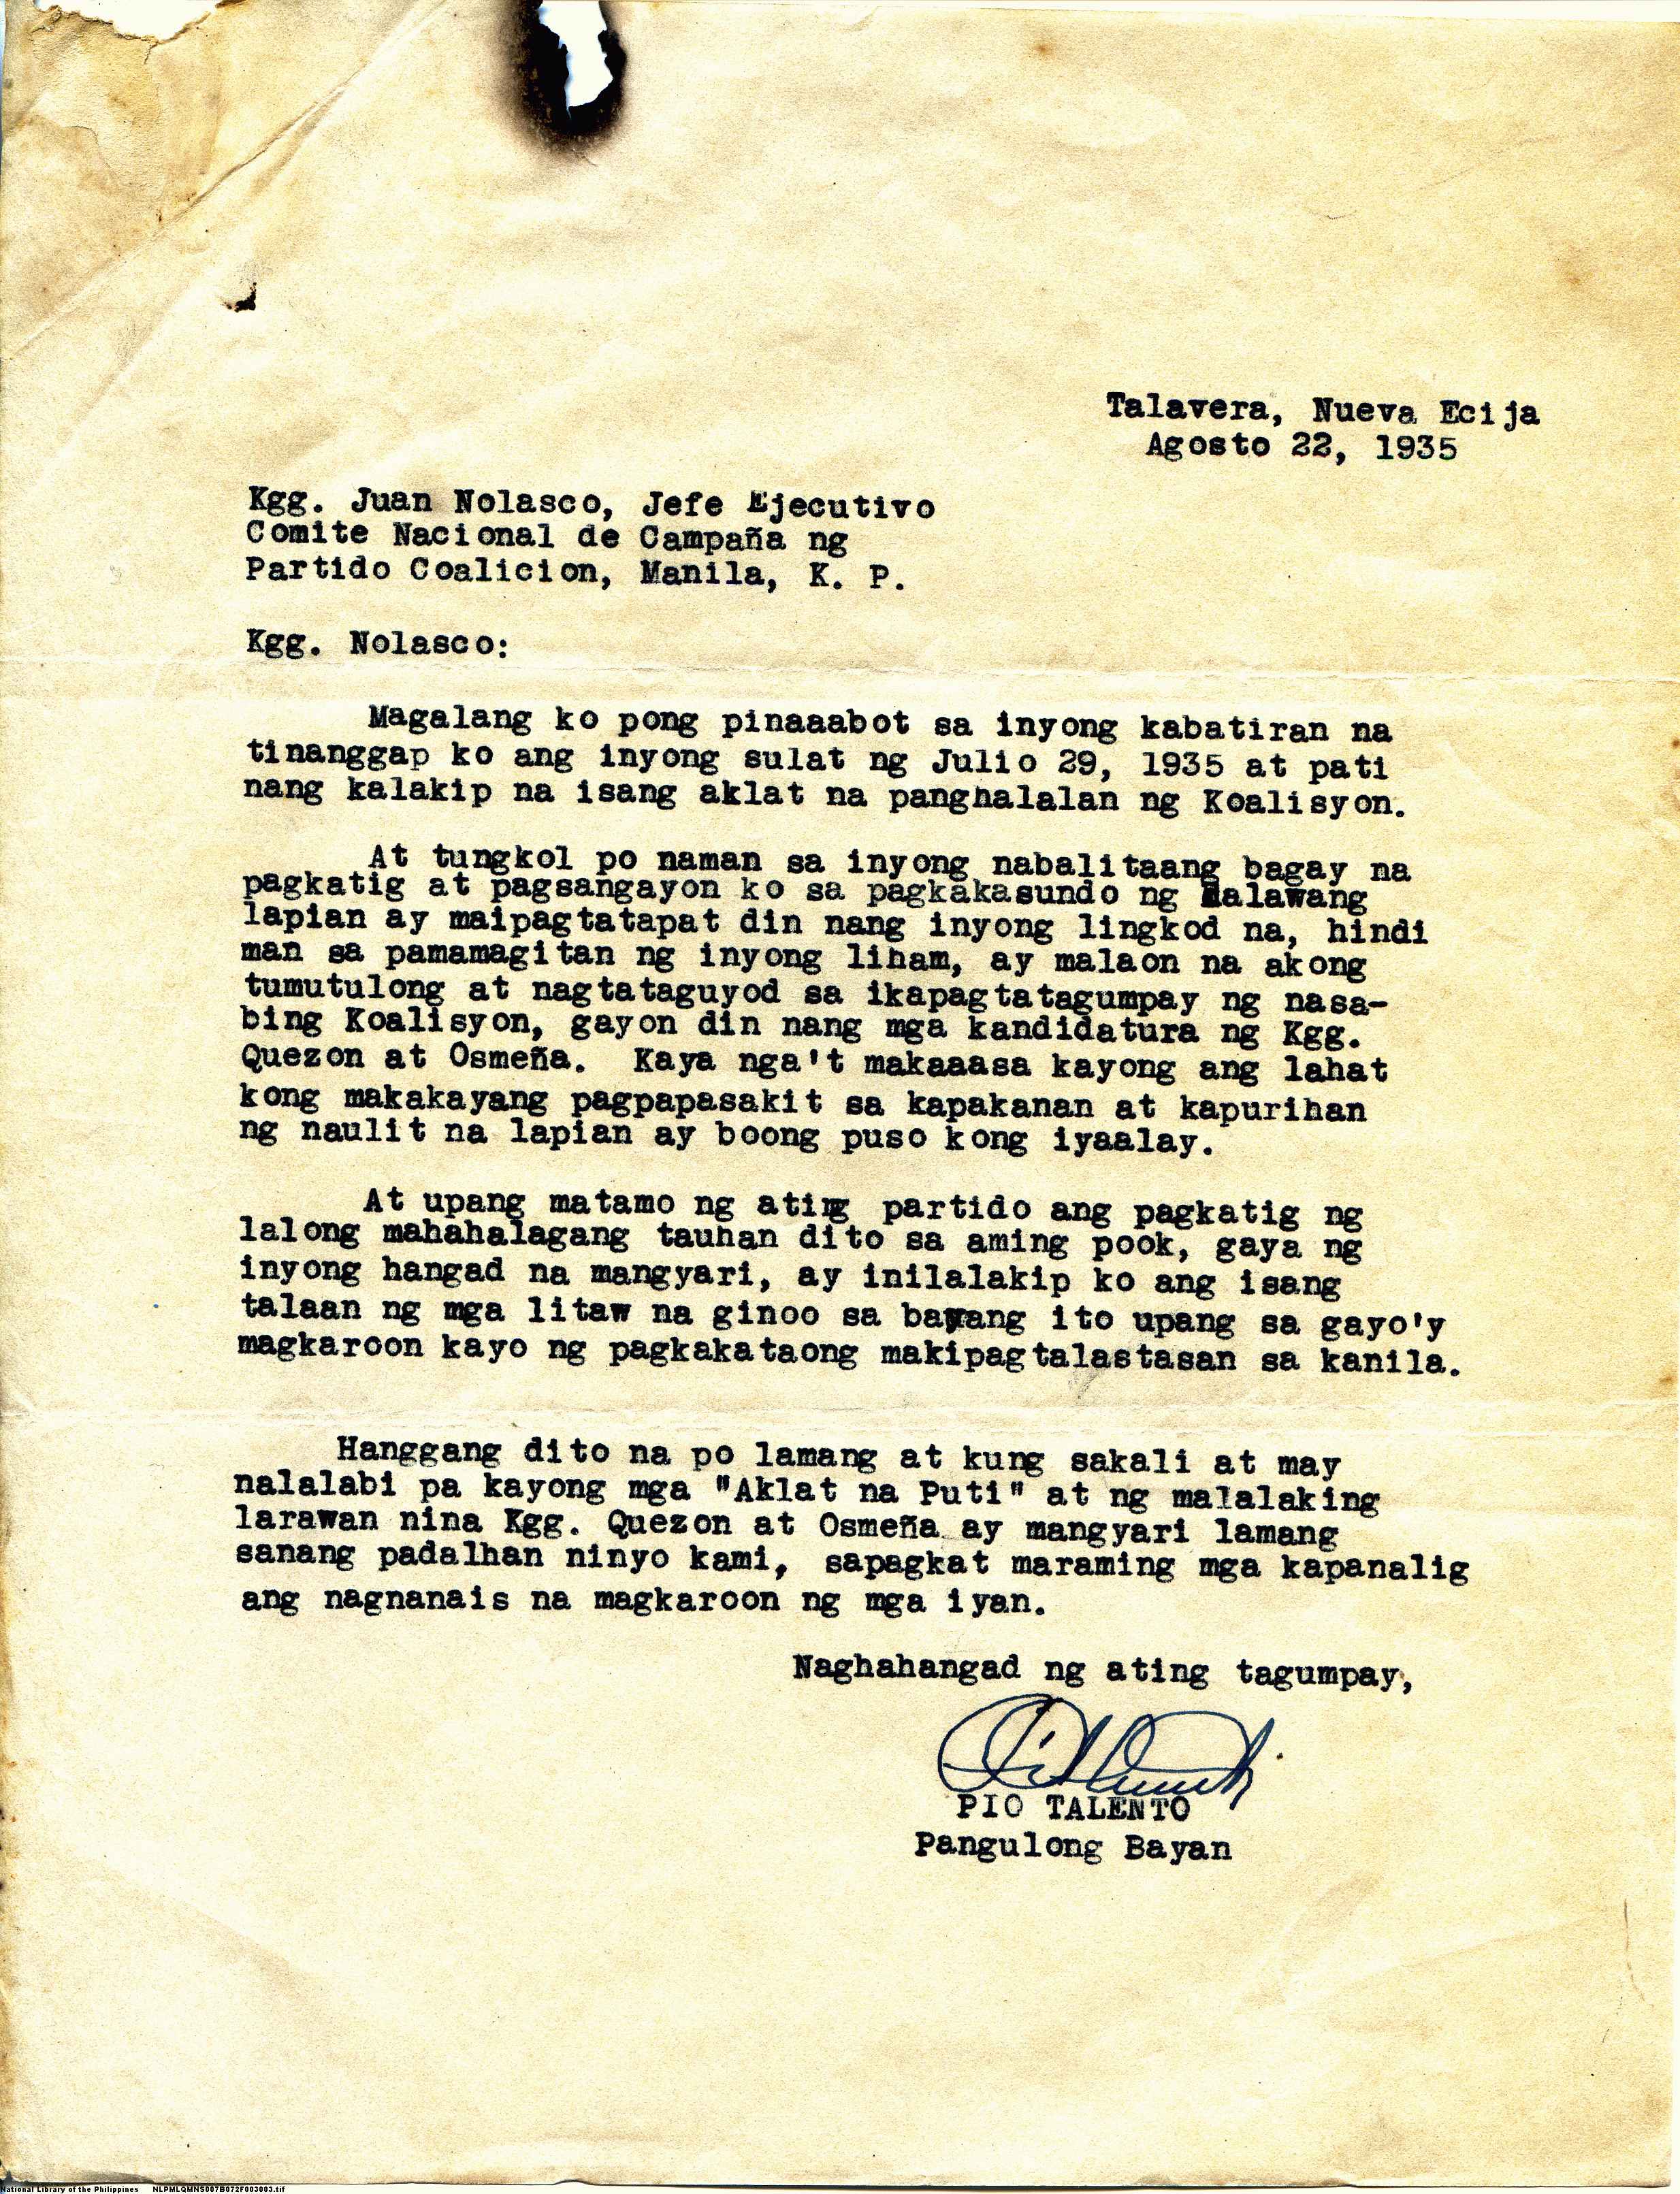 Talavera, Nueva Ecija
Agosto 22, 1935
Kgg. Juan Nolasco, Jefe Ejecutivo
Comite Nacional de Campaña ng
Partido Coalicion, Manila, K. P.
Kgg. Nolasco:
Magalang ko pong pinaaabot sa inyong kabatiran na
tinanggap ko ang inyong sulat ng Julio 29, 1935 at pati
nang kalakip na isang aklat na panghalalan ng Koalisyon.
At tungkol po naman sa inyong nabalitaang bagay na
pagkatig at pagsangayon ko sa pagkakasundo ng dalawang
lapian ay maipagtatapat din nang inyong lingkod na, hindi
man sa pamamagitan ng inyong liham, ay malaon na akong
tumutulong at nagtataguyod sa ikapagtatagumpay ng nasa-
bing Koalisyon, gayon din nang mga kandidatura ng Kgg.
Quezon at Osmeña. Kaya nga't makaaasa kayong ang lahat
kong makakayang pagpapasakit sa kapakanan at kapurihan
ng naulit na lapian ay boong puso kong iyaalay.
At upang matamo ng ating partido ang pagkatig ng
lalong mahahalagang tauhan dito sa aming pook, gaya ng
inyong hangad na mangyari, ay inilalakip ko ang isang
talaan ng mga litaw na ginoo sa bayang ito upang sa gayo'y
magkaroon kayo ng pagkakataong makipagtalastasan sa kanila.
Hanggang dito na po lamang at kung sakali at may
nalalabi pa kayong mga "Aklat na Puti" at ng malalaking
larawan nina Kgg. Quezon at Osmeña ay mangyari lamang
sanang padalhan ninyo kami, sapagkat maraming mga kapanalig
ang nagnanais na magkaroon ng mga iyan.
Naghahangad ng ating tagumpay,
PIO TALENTO
Pangulong Bayan
National Library of the Philippines NLPMLQMNS007B072F003003.tif